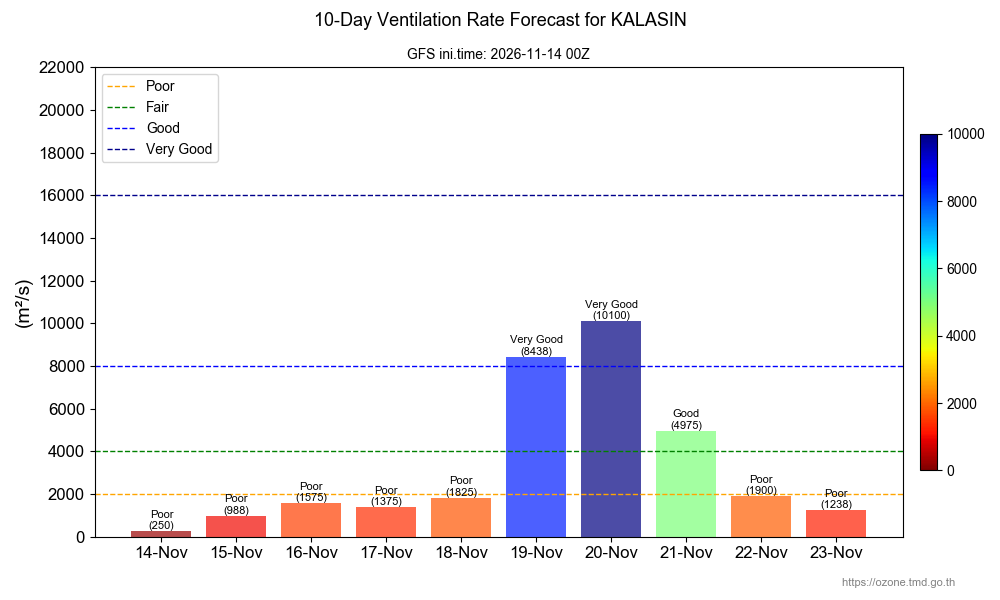 10-Day Ventilation Rate Forecast for KALASIN
GFS ini.time: 2026-11-14 00Z
22000
20000
18000
16000
14000
12000
10000
8000
6000
4000
2000
0
(m²/s)
Poor
Fair
Good
Very Good
Poor
(250)
Poor
(988)
Poor
(1575)
Poor
(1375)
Poor
(1825)
Very Good
(8438)
Very Good
(10100)
Good
(4975)
Poor
(1900)
Poor
(1238)
14-Nov
15-Nov
16-Nov
17-Nov
18-Nov
19-Nov
20-Nov
21-Nov
22-Nov
23-Nov
10000
8000
6000
4000
2000
0
https://ozone.tmd.go.th